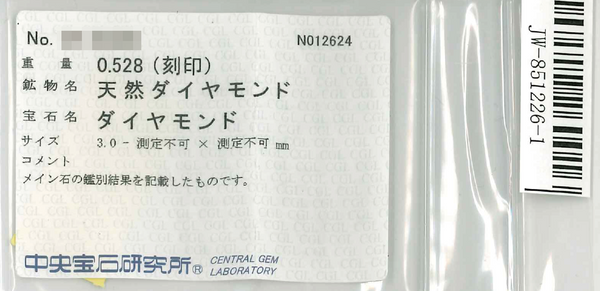 No. N012624
重 量 0.528 (刻印)
鉱物名 天然ダイヤモンド
宝石名 ダイヤモンド
サイズ 3.0 - 測定不可 × 測定不可 mm
コメント
メイン石の鑑別結果を記載したものです。
中央宝石研究所® CENTRAL GEM
LABORATORY
JW-851226-1